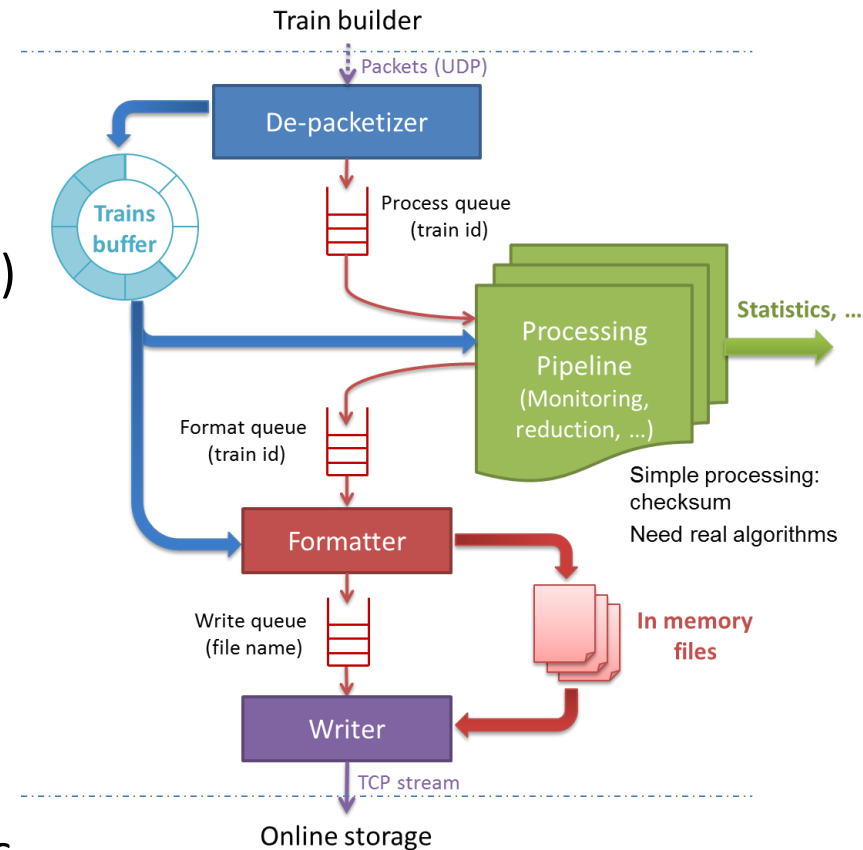 Train builder
Packets (UDP)
De-packetizer
Process queue
(train id)
Trains
buffer
)
Statistics, ...
Processing
Pipeline
(Monitoring,
reduction, ...)
Format queue
(train id)
Simple processing:
checksum
Need real algorithms
Formatter
Write queue
(file name)
In memory
files
Writer
TCP stream
Online storage